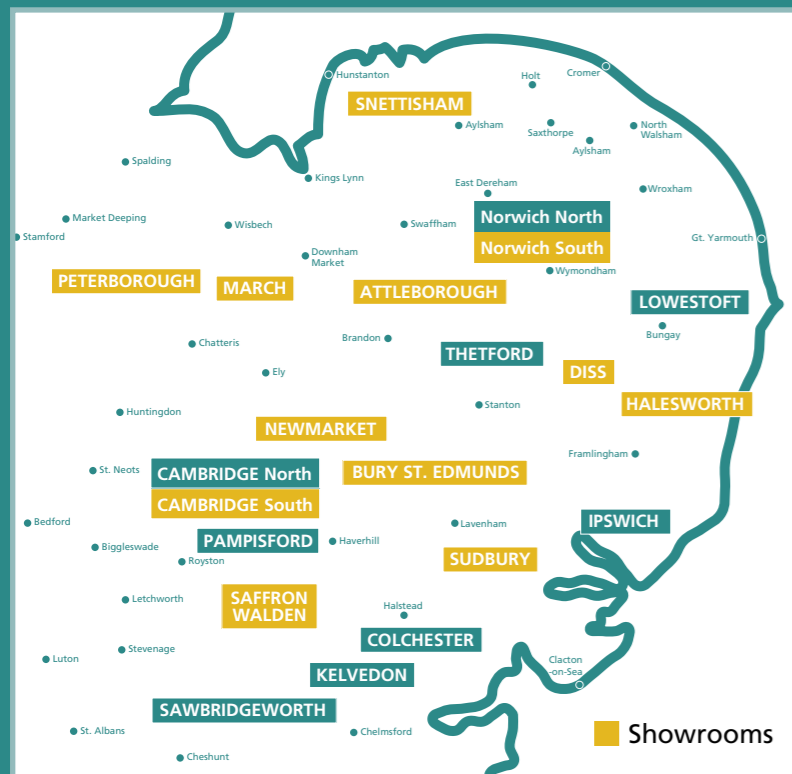 Hunstanton
Holt
Cromer
SNETTISHAM
Aylsham
Saxthorpe
North
Walsham
Aylsham
Spalding
Kings Lynn
East Dereham
Wroxham
Market Deeping
Stamford
Wisbech
Swaffham
Norwich North
Norwich South
Gt. Yarmouth
Downham
Market
Wymondham
PETERBOROUGH
MARCH
ATTLEBOROUGH
LOWESTOFT
Bungay
Chatteris
Brandon
THETFORD
Ely
DISS
Huntingdon
Stanton
HALESWORTH
NEWMARKET
Framlingham
St. Neots
CAMBRIDGE North
CAMBRIDGE South
BURY ST. EDMUNDS
Bedford
Lavenham
IPSWICH
Biggleswade
PAMPISFORD
Haverhill
Royston
SUDBURY
Letchworth
SAFFRON
WALDEN
Halstead
COLCHESTER
Stevenage
Luton
KELVEDON
Clacton
-on-Sea
SAWBRIDGEWORTH
St. Albans
Chelmsford
Showrooms
Cheshunt